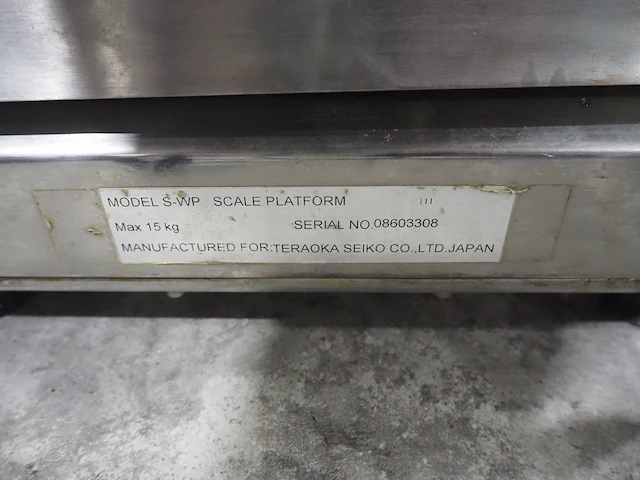 MODEL S-WP SCALE PLATFORM III
Max 15 kg SERIAL NO.08603308
MANUFACTURED FOR:TERAOKA SEIKO CO.,LTD.JAPAN